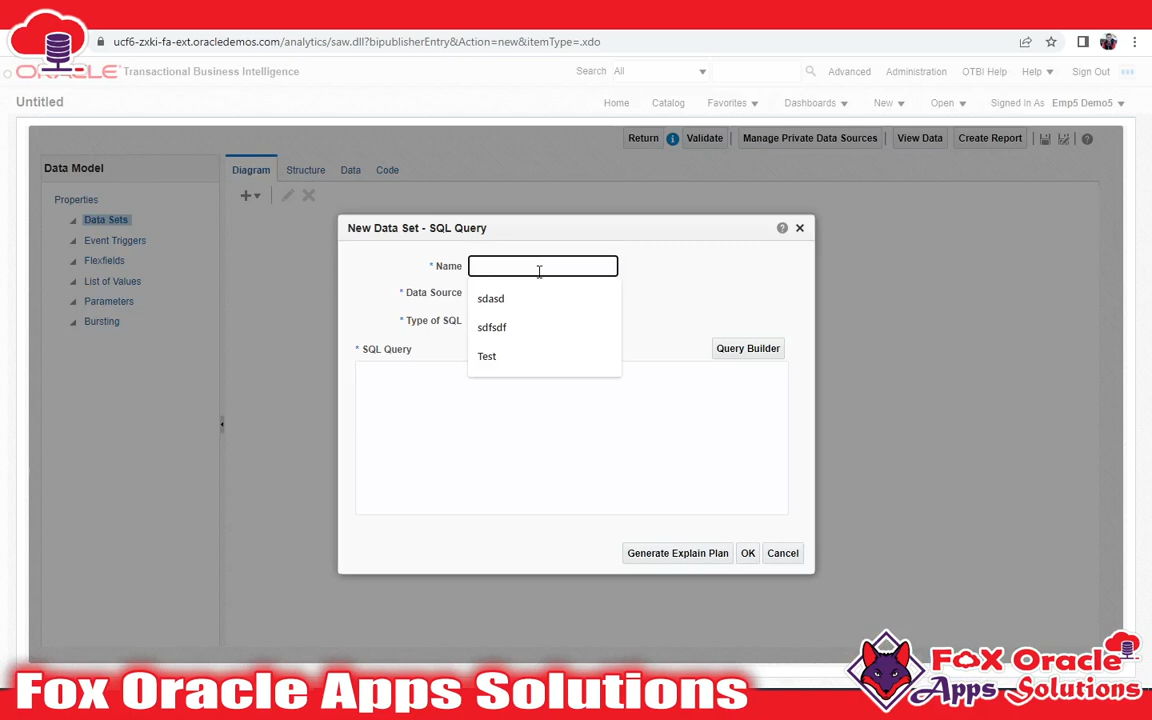 ucf6-zxki-fa-ext.oracledemos.com/analytics/saw.dll?bipublisherEntry&Action=new&itemType=.xdo
ORACLE Transactional Business Intelligence
Search All
Advanced Administration OTBI Help Help Sign Out
Untitled
Home Catalog Favorites Dashboards New Open Signed In As Emp5 Demo5
Return Validate Manage Private Data Sources View Data Create Report
Data Model
Diagram Structure Data Code
Properties
Data Sets
Event Triggers
Flexfields
List of Values
Parameters
Bursting
New Data Set - SQL Query
* Name
* Data Source
* Type of SQL
sdasd
sdfsdf
Test
* SQL Query
Query Builder
Generate Explain Plan OK Cancel
Fox Oracle Apps Solutions
Fox Oracle
Apps Solutions